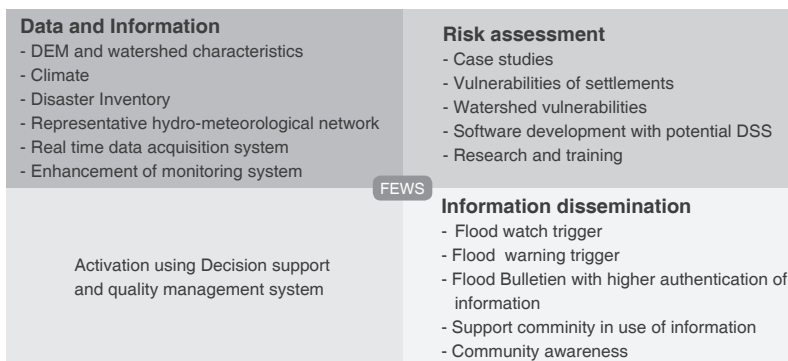 Data and Information
- DEM and watershed characteristics
- Climate
- Disaster Inventory
- Representative hydro-meteorological network
- Real time data acquisition system
- Enhancement of monitoring system
Risk assessment
- Case studies
- Vulnerabilities of settlements
- Watershed vulnerabilities
- Software development with potential DSS
- Research and training
FEWS
Activation using Decision support
and quality management system
Information dissemination
- Flood watch trigger
- Flood warning trigger
- Flood Bulletien with higher authentication of
information
- Support comminity in use of information
- Community awareness